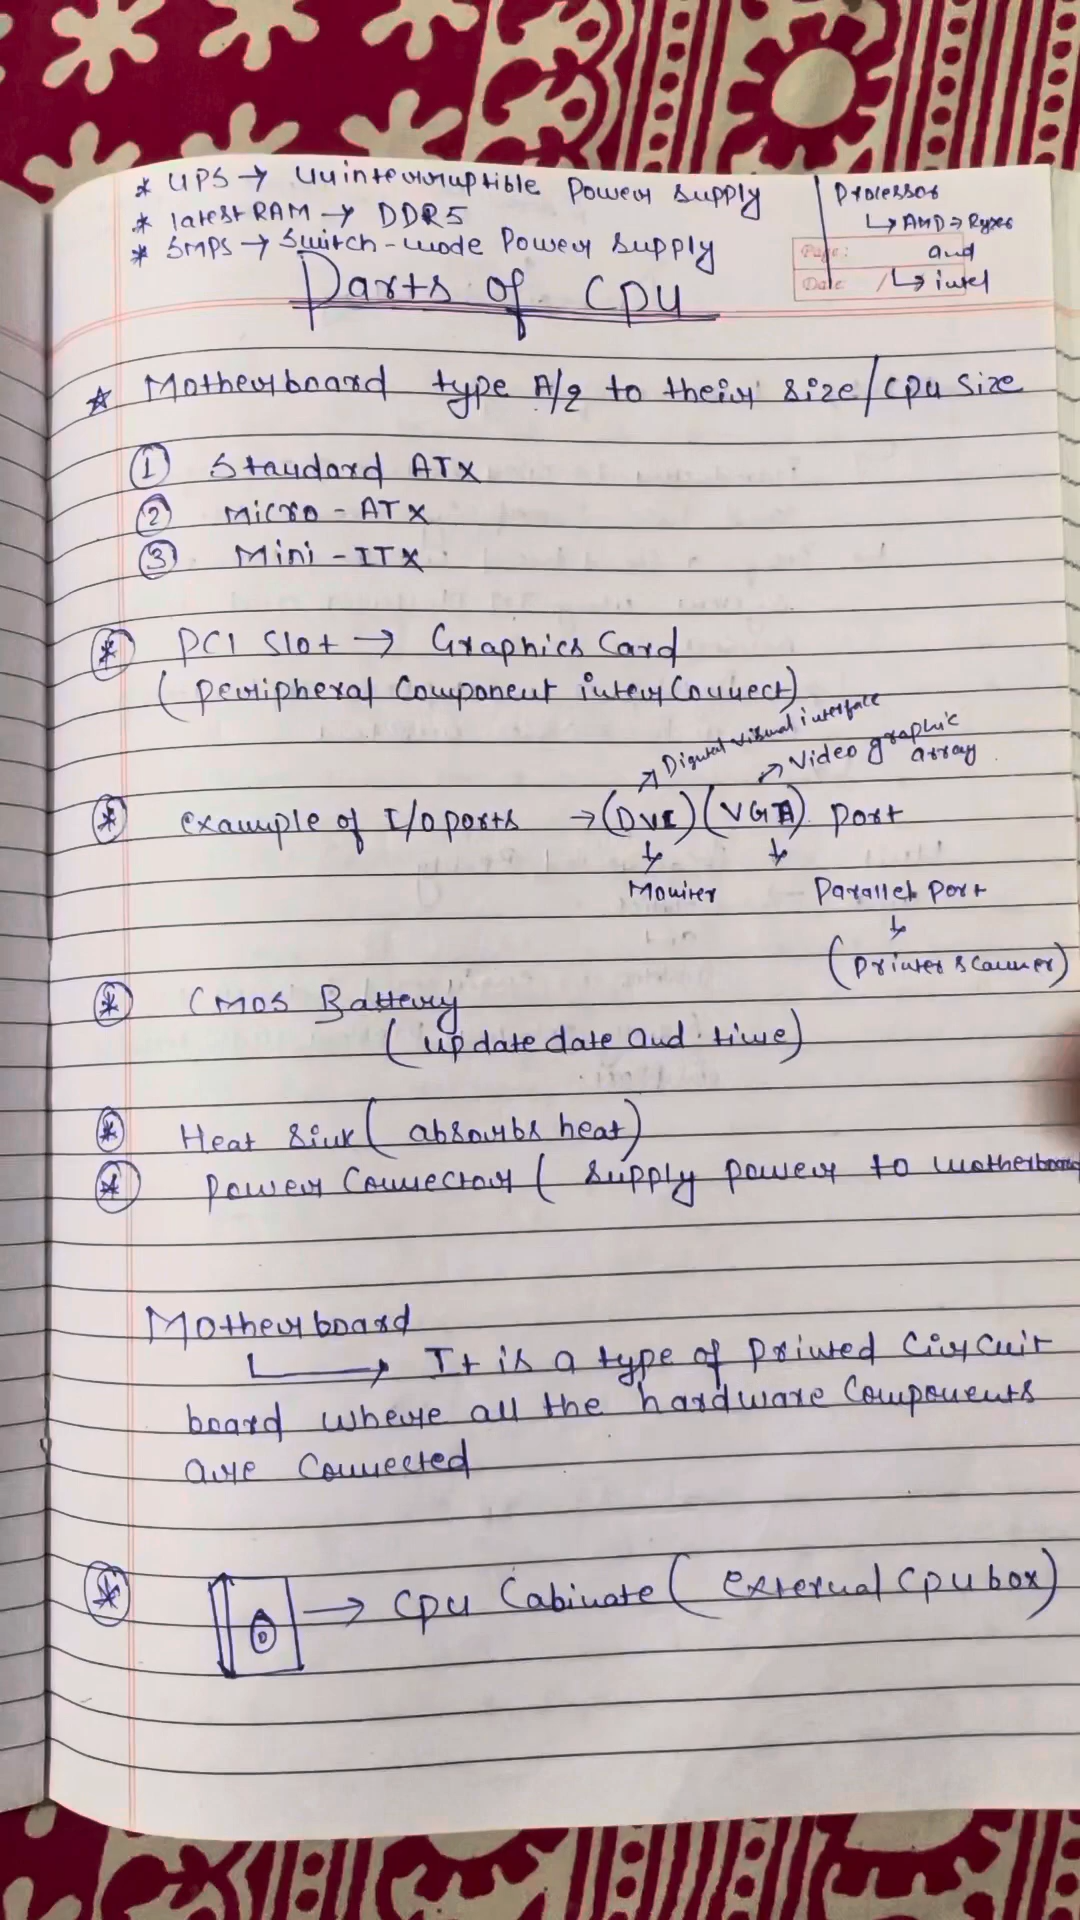 * UPS → Uninterruptible Power Supply
* latest RAM → DDR5
* SMPS → Switch-mode Power Supply
Processor
↳ AMD → Ryzen
and
↳ intel
Page:
Date: /
Parts of CPU
☆ Motherboard type A/2 to their size/CPU Size
① Standard ATX
② Micro-ATX
③ Mini-ITX
* PCI Slot → Graphics Card
(Peripheral Component inter Connect)
↗ Digital visual interface
↗ Video graphic
array
* example of I/O ports → (DVI) (VGA) port
↓ ↓
Moniter Parallel Port
↓
(Printer scanner)
* CMOS Battery
(update date and time)
* Heat Sink (absorbs heat)
* Power Connector (supply power to motherboard
Motherboard
↳ It is a type of Printed Circuit
board where all the hardware Components
are Connected
* → CPU Cabinate (External CPU box)